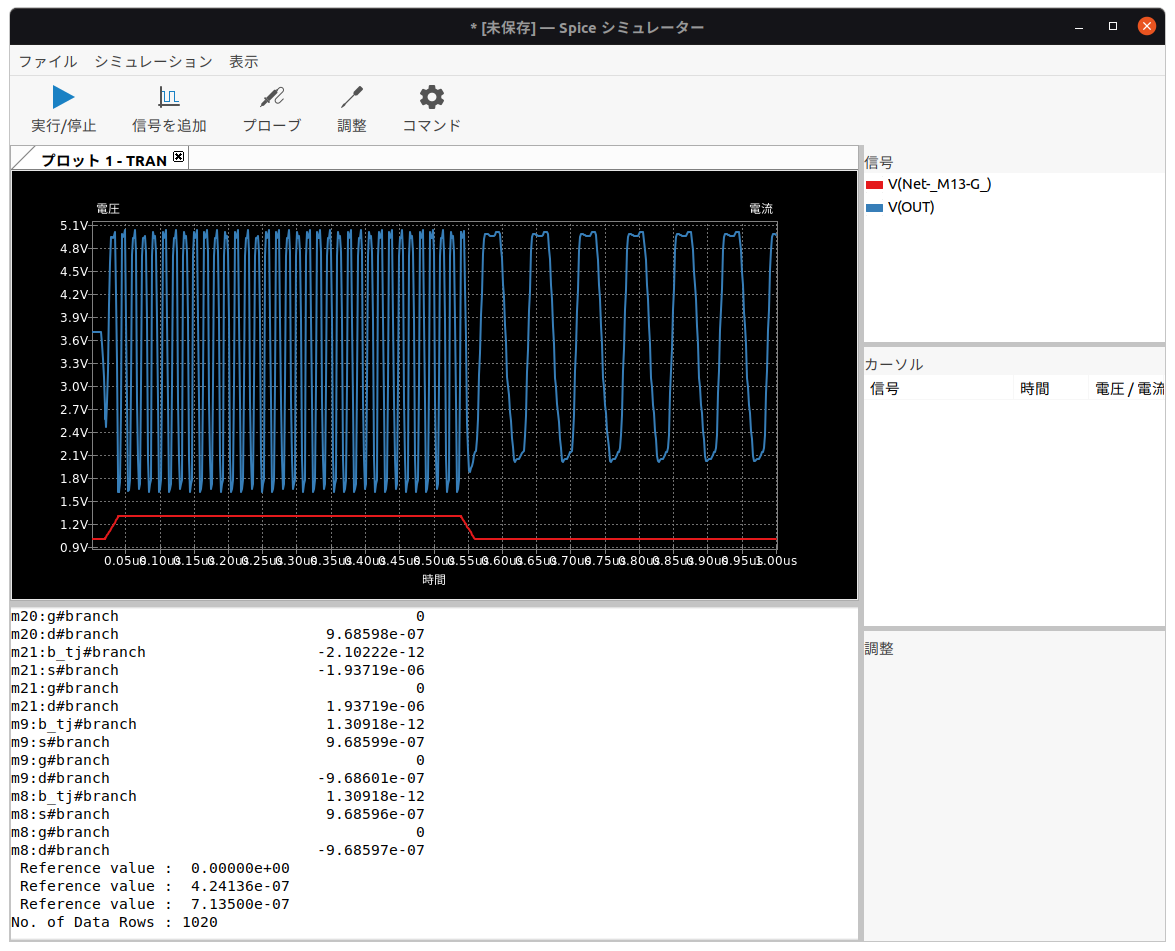 * [未保存] — Spice シミュレーター
ファイル シミュレーション 表示
実行/停止 信号を追加 プローブ 調整 コマンド
プロット 1 - TRAN
電圧 電流
5.1V
4.8V
4.5V
4.2V
3.9V
3.6V
3.3V
3.0V
2.7V
2.4V
2.1V
1.8V
1.5V
1.2V
0.9V
0.05us 0.10us 0.15us 0.20us 0.25us 0.30us 0.35us 0.40us 0.45us 0.50us 0.55us 0.60us 0.65us 0.70us 0.75us 0.80us 0.85us 0.90us 0.95us 1.00us
時間
m20:g#branch 0
m20:d#branch 9.68598e-07
m21:b_tj#branch -2.10222e-12
m21:s#branch -1.93719e-06
m21:g#branch 0
m21:d#branch 1.93719e-06
m9:b_tj#branch 1.30918e-12
m9:s#branch 9.68599e-07
m9:g#branch 0
m9:d#branch -9.68601e-07
m8:b_tj#branch 1.30918e-12
m8:s#branch 9.68596e-07
m8:g#branch 0
m8:d#branch -9.68597e-07
Reference value : 0.00000e+00
Reference value : 4.24136e-07
Reference value : 7.13500e-07
No. of Data Rows : 1020
信号
V(Net-_M13-G_)
V(OUT)
カーソル
信号 時間 電圧 / 電流
調整